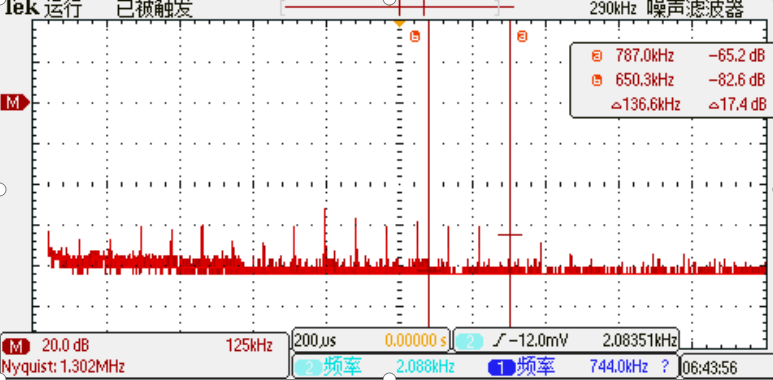 Tek 运行 已被触发 290kHz 噪声滤波器
a 787.0kHz −65.2 dB
b 650.3kHz −82.6 dB
△136.6kHz △17.4 dB
b a
M
M 20.0 dB 125kHz
Nyquist: 1.302MHz
200µs 0.00000 s
2 −12.0mV 2.08351kHz
2 频率 2.088kHz
1 频率 744.0kHz ?
06:43:56